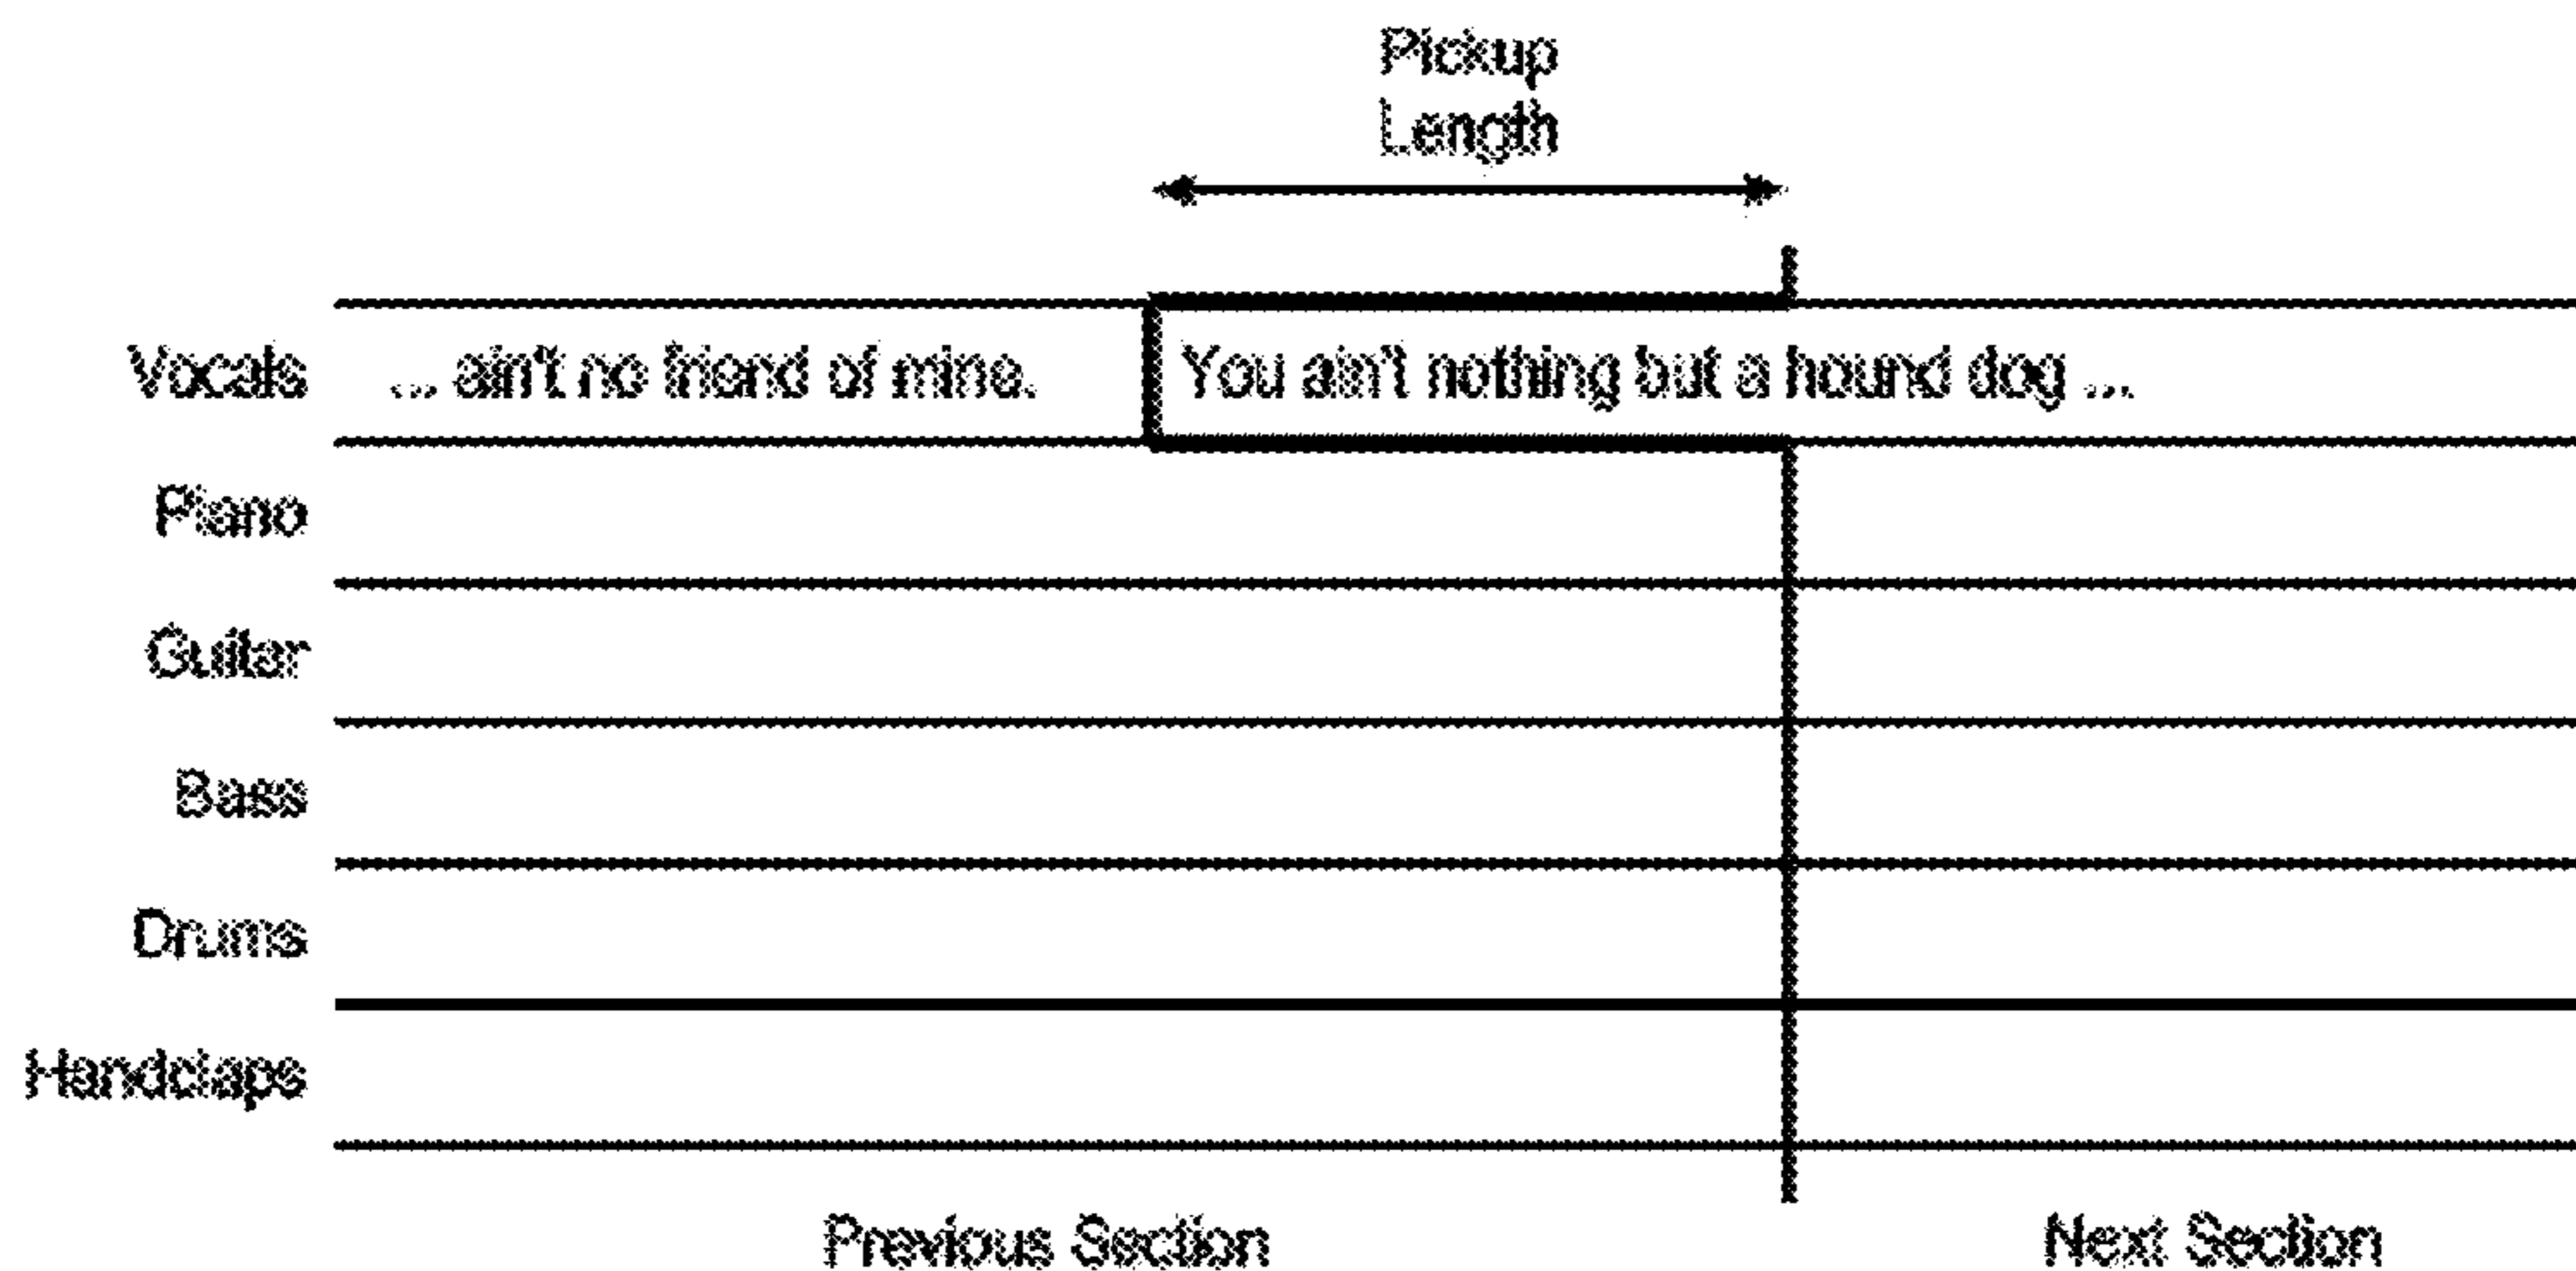 Pickup
Length
Vocals ... ain't no friend of mine. You ain't nothing but a hound dog ...
Piano
Guitar
Bass
Drums
Handclaps
Previous Section Next Section